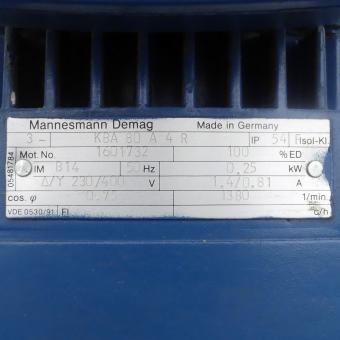 Mannesmann Demag Made in Germany
3 ~ KBA 80 A 4 R IP 54 F Isol-Kl.
Mot. No. 1601732 100 % ED
IM B14 50 Hz 0.25 kW
Δ/Y 230/400 V 1.4/0.81 A
cos. φ 0.75 1380 1/min
VDE 0530/91 EI c/h
05481784